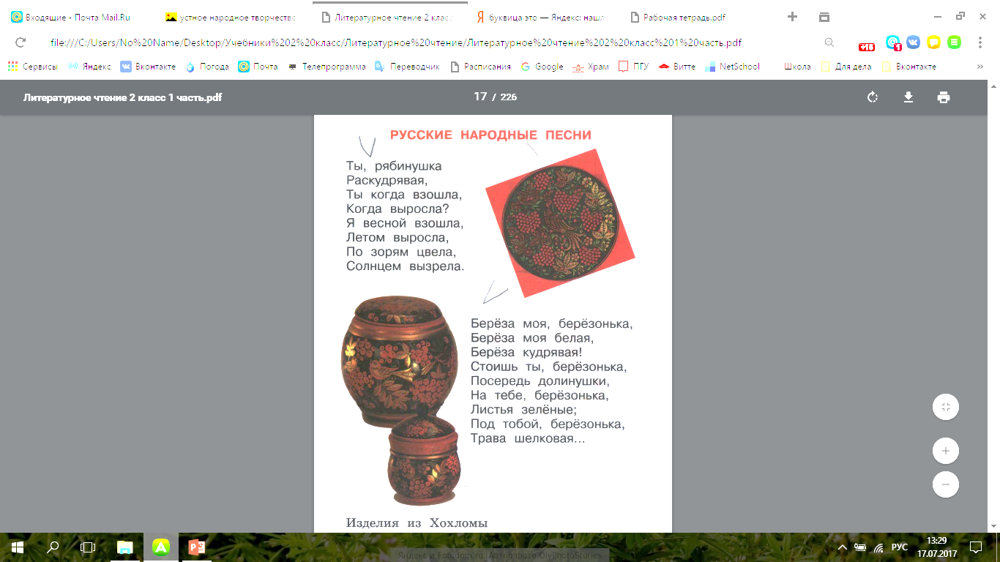 Входящие - Почта Mail.Ru
устное народное творчество
Литературное чтение 2 клас
буквица это — Яндекс: нашл
Рабочая тетрадь.pdf
file:///C:/Users/No%20Name/Desktop/Учебники%202%20класс/Литературное%20чтение/Литературное%20чтение%202%20класс%201%20часть.pdf
+16
1
Сервисы
Яндекс
Вконтакте
Погода
Почта
Телепрограмма
Переводчик
Расписания
Google
Храм
ПГУ
Витте
NetSchool
Школа
Для дела
Вконтакте
»
Литературное чтение 2 класс 1 часть.pdf
17 / 226
РУССКИЕ НАРОДНЫЕ ПЕСНИ
Ты, рябинушка
Раскудрявая,
Ты когда взошла,
Когда выросла?
Я весной взошла,
Летом выросла,
По зорям цвела,
Солнцем вызрела.
Берёза моя, берёзонька,
Берёза моя белая,
Берёза кудрявая!
Стоишь ты, берёзонька,
Посередь долинушки,
На тебе, берёзонька,
Листья зелёные;
Под тобой, берёзонька,
Трава шелковая...
Изделия из Хохломы
РУС
13:29
17.07.2017